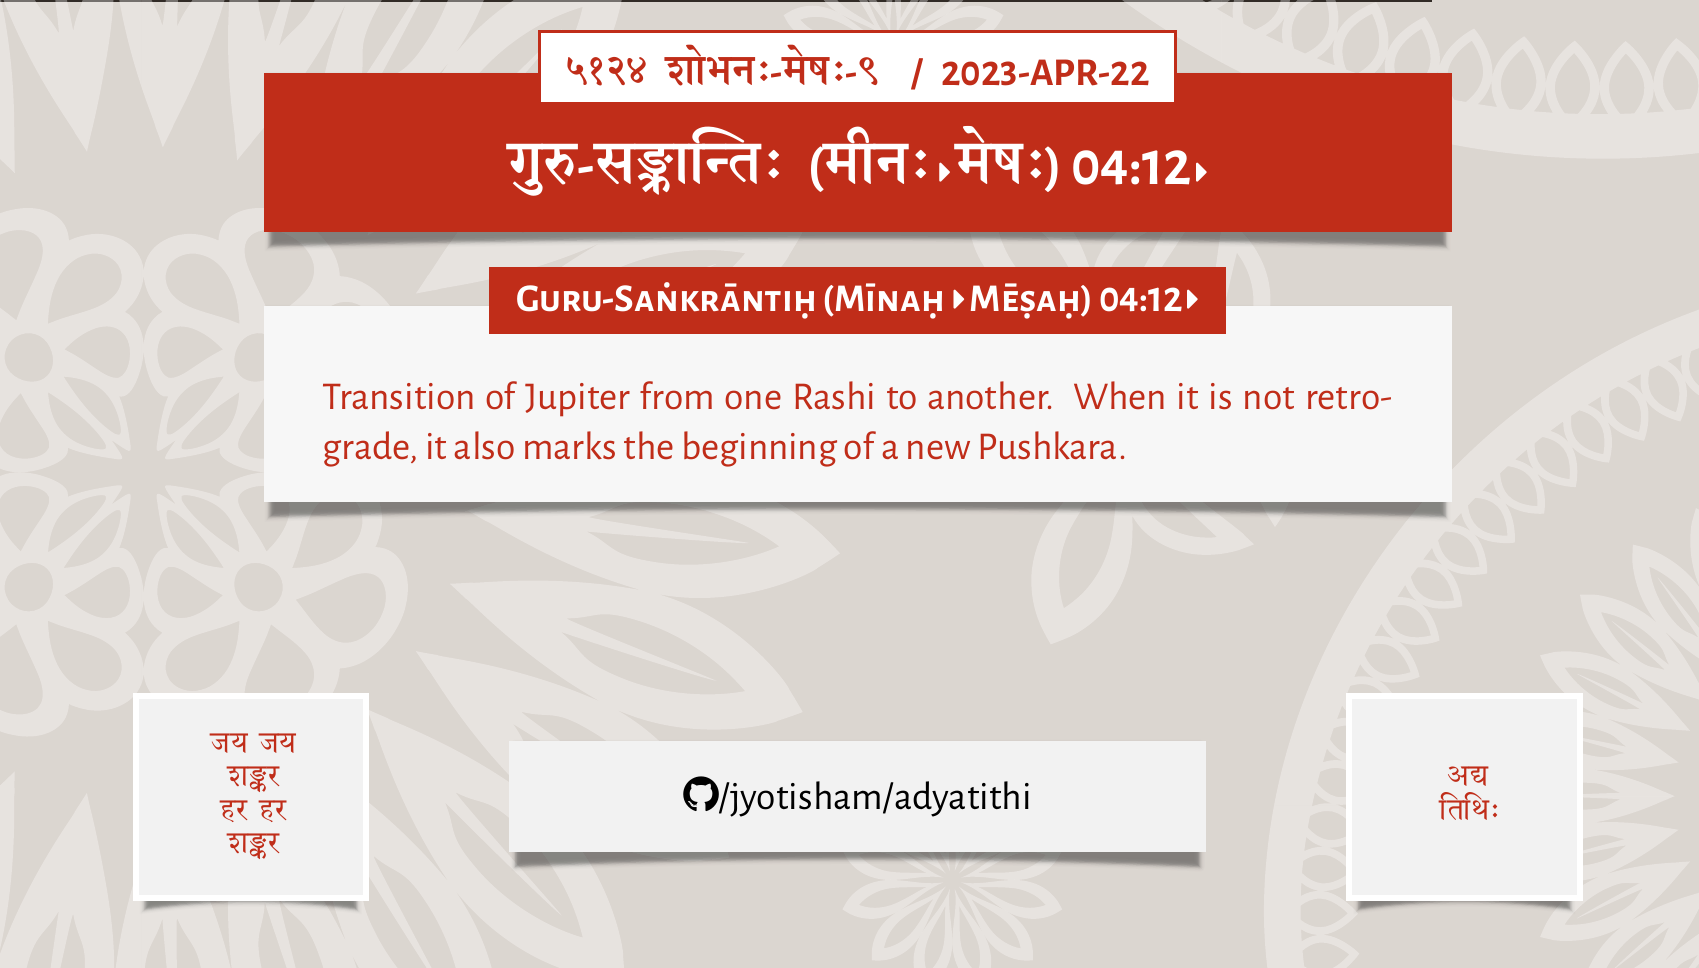 ५१२४ शोभनः-मेषः-९ / 2023-APR-22
गुरु-सङ्क्रान्तिः (मीनः▸मेषः) 04:12▸
Guru-Saṅkrāntiḥ (Mīnaḥ▸Mēṣaḥ) 04:12▸
Transition of Jupiter from one Rashi to another. When it is not retro-
grade, it also marks the beginning of a new Pushkara.
जय जय
शङ्कर
हर हर
शङ्कर
/jyotisham/adyatithi
अद्य
तिथिः